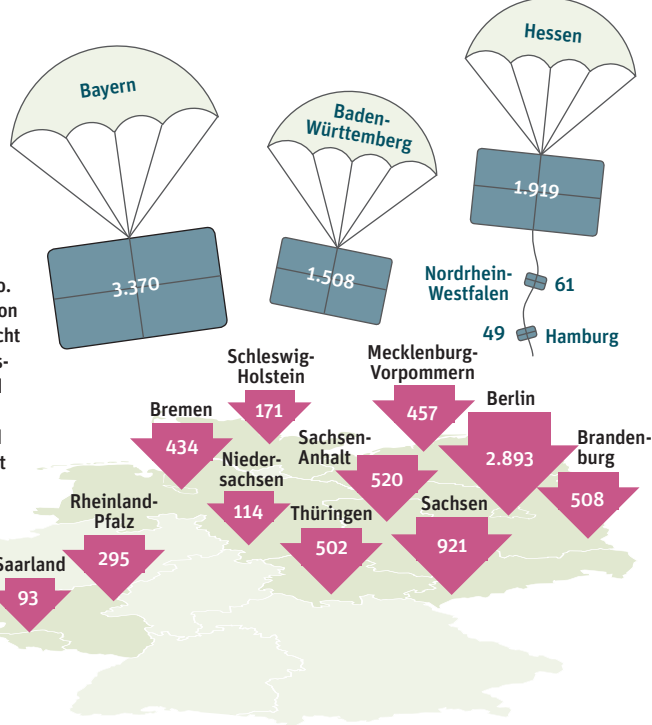 Hessen
Bayern
Baden-
Württemberg
1.919
3.370
1.508
Nordrhein-
Westfalen
61
49
Hamburg
Schleswig-
Holstein
171
Mecklenburg-
Vorpommern
457
Berlin
2.893
Bremen
434
Sachsen-
Anhalt
520
Branden-
burg
508
Nieder-
sachsen
114
Rheinland-
Pfalz
295
Thüringen
502
Sachsen
921
Saarland
93